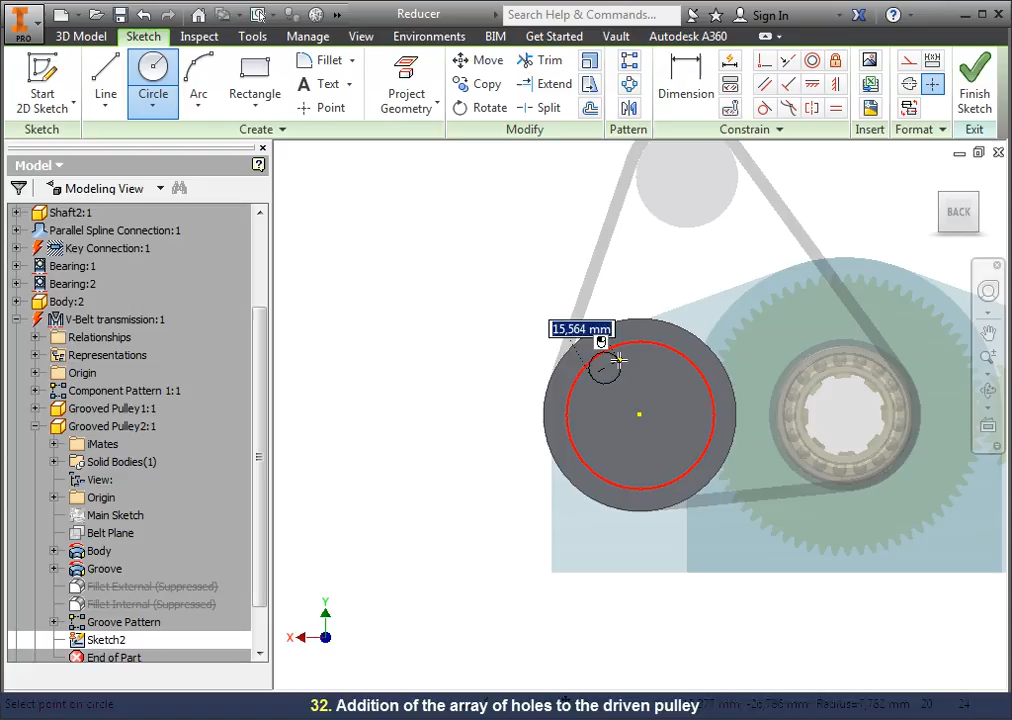 Reducer
Search Help & Commands...
Sign In
PRO
3D Model
Sketch
Inspect
Tools
Manage
View
Environments
BIM
Get Started
Vault
Autodesk A360
Start
2D Sketch
Line
Circle
Arc
Rectangle
Fillet
Text
Point
Project
Geometry
Move
Copy
Rotate
Trim
Extend
Split
Dimension
Finish
Sketch
Sketch
Create
Modify
Pattern
Constrain
Insert
Format
Exit
Model
Modeling View
Shaft2:1
Parallel Spline Connection:1
Key Connection:1
Bearing:1
Bearing:2
Body:2
V-Belt transmission:1
Relationships
Representations
Origin
Component Pattern 1:1
Grooved Pulley1:1
Grooved Pulley2:1
iMates
Solid Bodies(1)
View:
Origin
Main Sketch
Belt Plane
Body
Groove
Fillet External (Suppressed)
Fillet Internal (Suppressed)
Groove Pattern
Sketch2
End of Part
15,564 mm
BACK
Y
X
Select point on circle
32. Addition of the array of holes to the driven pulley
20
24